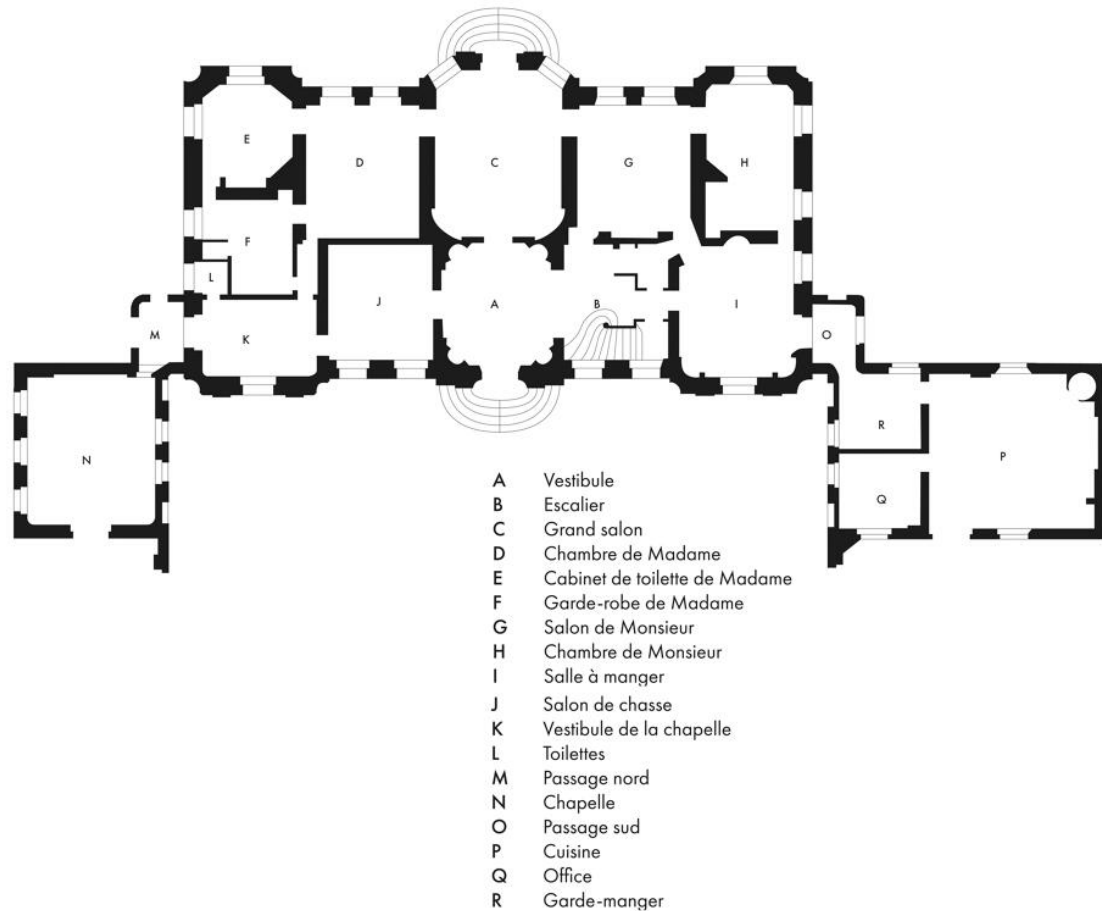 E
D
C
G
H
F
L
J
A
B
I
M
K
O
N
R
P
Q
A Vestibule
B Escalier
C Grand salon
D Chambre de Madame
E Cabinet de toilette de Madame
F Garde-robe de Madame
G Salon de Monsieur
H Chambre de Monsieur
I Salle à manger
J Salon de chasse
K Vestibule de la chapelle
L Toilettes
M Passage nord
N Chapelle
O Passage sud
P Cuisine
Q Office
R Garde-manger